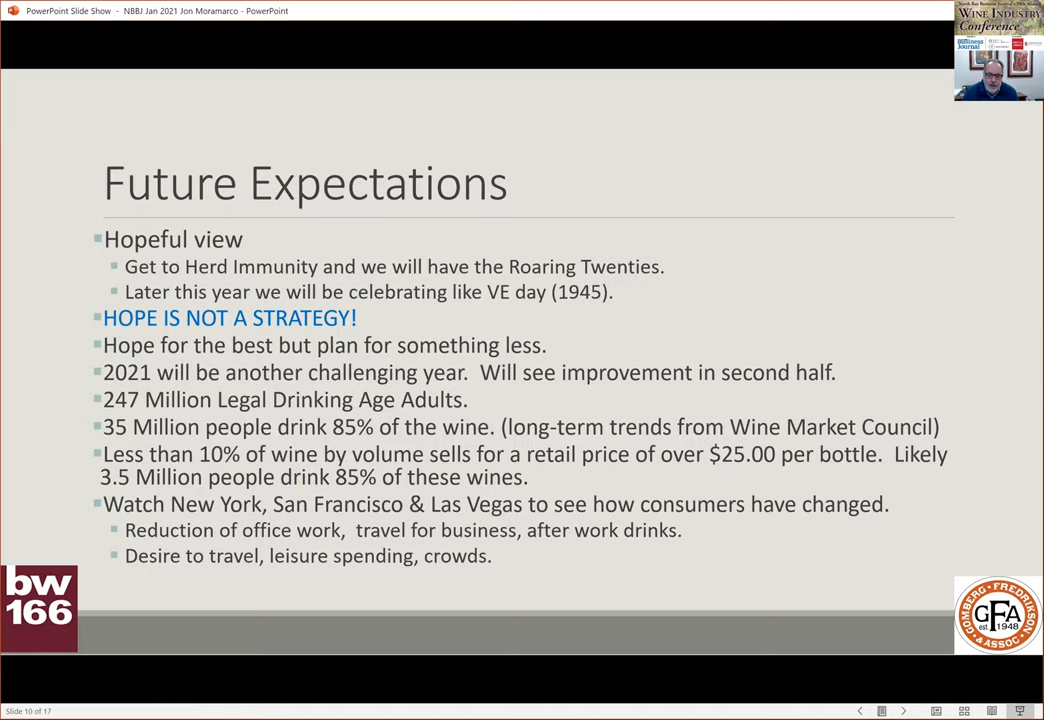 PowerPoint Slide Show - NBBJ Jan 2021 Jon Moramarco - PowerPoint
WINE INDUSTRY
Conference
Business
Journal
Future Expectations
Hopeful view
Get to Herd Immunity and we will have the Roaring Twenties.
Later this year we will be celebrating like VE day (1945).
HOPE IS NOT A STRATEGY!
Hope for the best but plan for something less.
2021 will be another challenging year. Will see improvement in second half.
247 Million Legal Drinking Age Adults.
35 Million people drink 85% of the wine. (long-term trends from Wine Market Council)
Less than 10% of wine by volume sells for a retail price of over $25.00 per bottle. Likely
3.5 Million people drink 85% of these wines.
Watch New York, San Francisco & Las Vegas to see how consumers have changed.
Reduction of office work, travel for business, after work drinks.
Desire to travel, leisure spending, crowds.
bw
166
GOMBERG, FREDRIKSON
& ASSOC
GFA
est. 1948
Slide 10 of 17